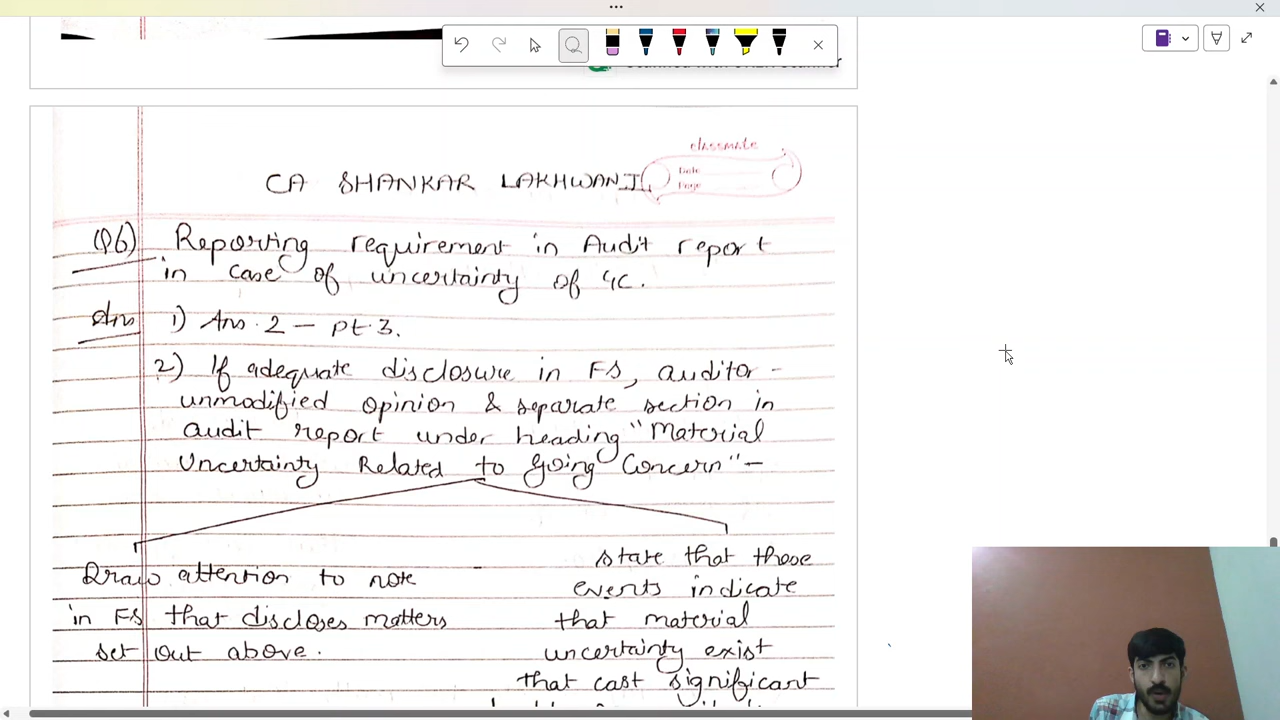 CA SHANKAR LAKHWANI
classmate
Date
Page
Q6) Reporting requirement in Audit report
in case of uncertainty of GC.
Ans 1) Ans. 2 - pt. 3.
2) If adequate disclosure in FS, auditor -
unmodified opinion & separate section in
audit report under heading "Material
Uncertainty Related to Going Concern" -
Draw attention to note
in FS that discloses matters
set out above.
- state that these
events indicate
that material
uncertainty exist
that cast significant